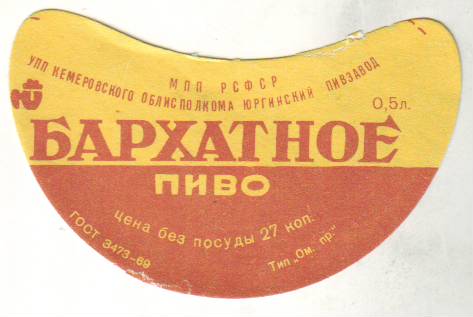 МПП РСФСР
УПП КЕМЕРОВСКОГО ОБЛИСПОЛКОМА ЮРГИНСКИЙ ПИВЗАВОД
0,5л.
БАРХАТНОЕ
ПИВО
цена без посуды 27 коп.
ГОСТ 3473-69
Тип „Ом. пр."